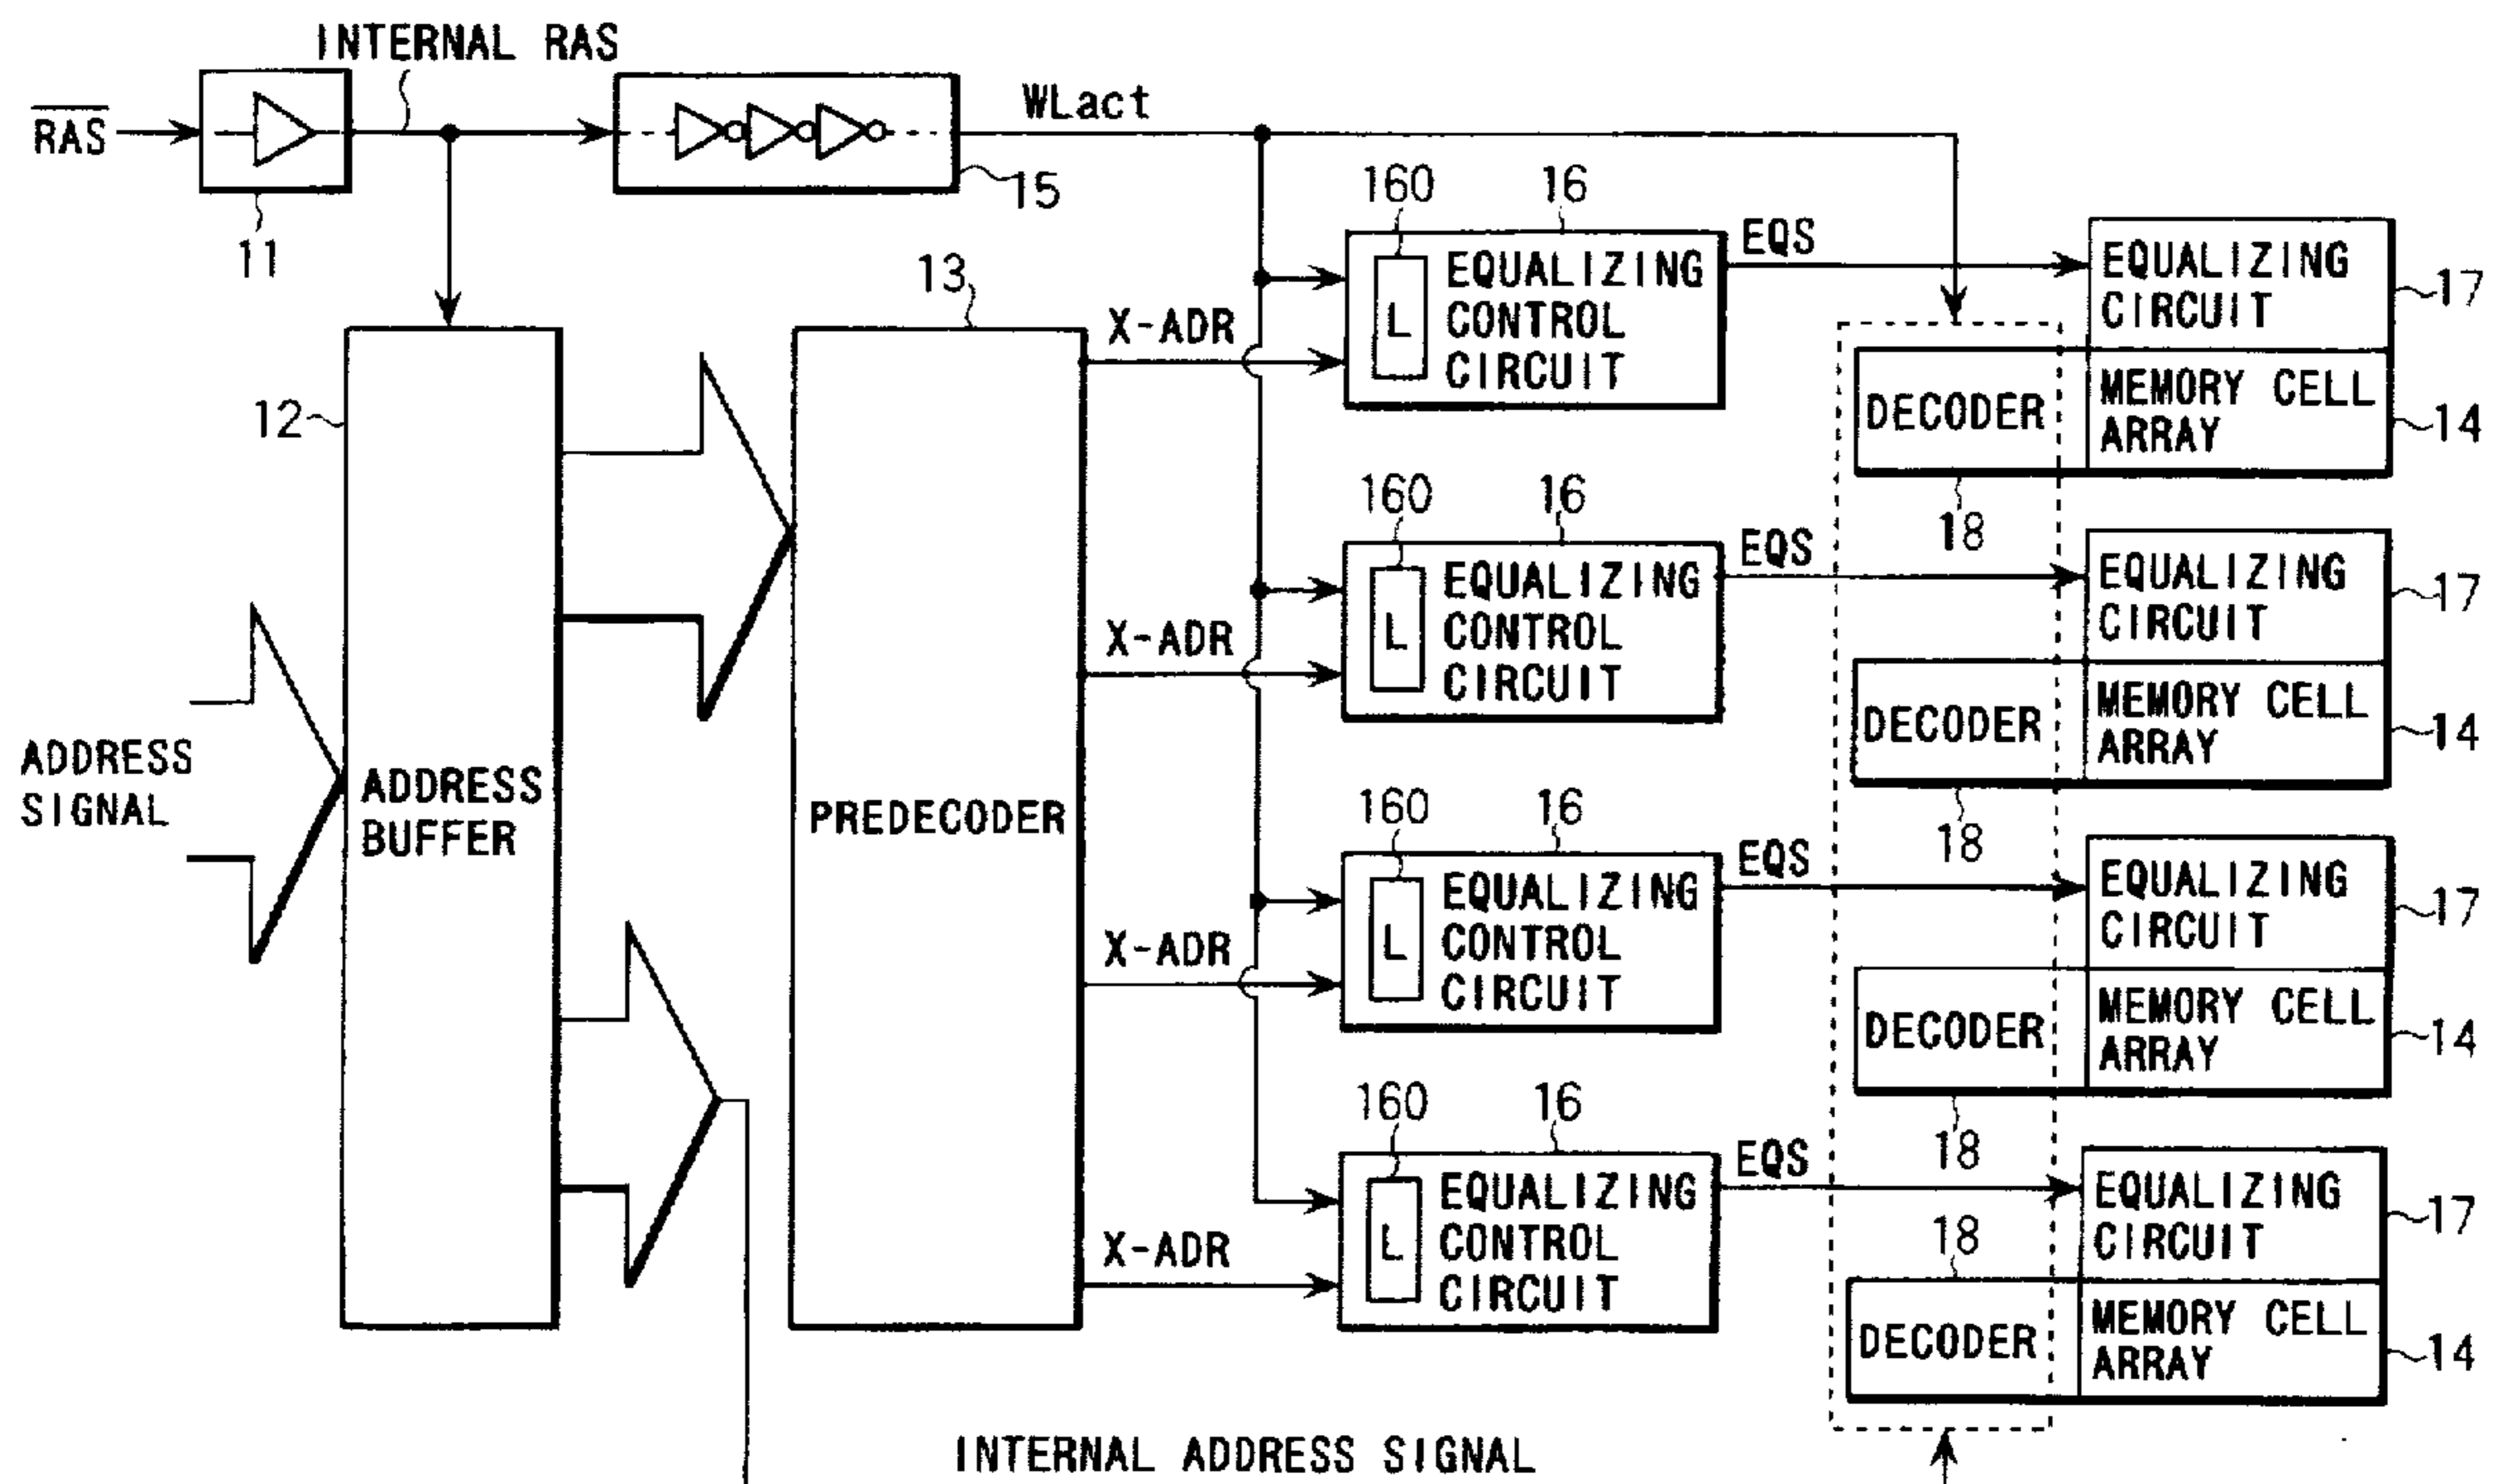 INTERNAL RAS
RAS
11
WLact
15
160
16
EQUALIZING
CONTROL
CIRCUIT
L
EQS
EQUALIZING
CIRCUIT
17
DECODER
MEMORY CELL
ARRAY
14
18
13
X-ADR
12
160
16
EQUALIZING
CONTROL
CIRCUIT
L
EQS
EQUALIZING
CIRCUIT
17
X-ADR
DECODER
MEMORY CELL
ARRAY
14
18
ADDRESS
SIGNAL
ADDRESS
BUFFER
PREDECODER
160
16
EQUALIZING
CONTROL
CIRCUIT
L
EQS
EQUALIZING
CIRCUIT
17
X-ADR
DECODER
MEMORY CELL
ARRAY
14
18
160
16
EQUALIZING
CONTROL
CIRCUIT
L
EQS
EQUALIZING
CIRCUIT
17
X-ADR
18
DECODER
MEMORY CELL
ARRAY
14
INTERNAL ADDRESS SIGNAL